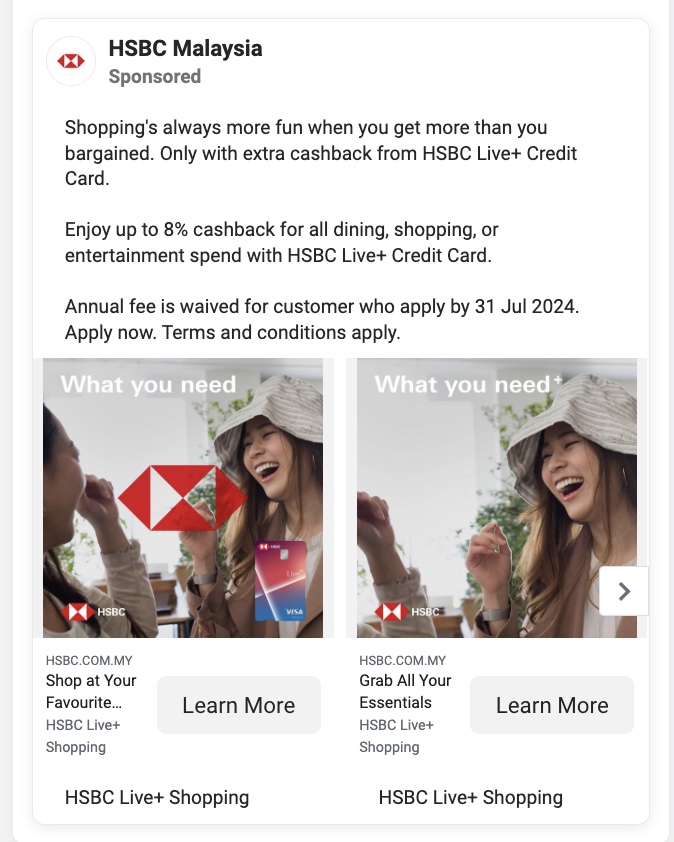 HSBC Malaysia
Sponsored
Shopping's always more fun when you get more than you
bargained. Only with extra cashback from HSBC Live+ Credit
Card.
Enjoy up to 8% cashback for all dining, shopping, or
entertainment spend with HSBC Live+ Credit Card.
Annual fee is waived for customer who apply by 31 Jul 2024.
Apply now. Terms and conditions apply.
What you need
HSBC
Live+
VISA
HSBC
What you need+
HSBC
HSBC.COM.MY
Shop at Your
Favourite...
HSBC Live+
Shopping
Learn More
HSBC.COM.MY
Grab All Your
Essentials
HSBC Live+
Shopping
Learn More
HSBC Live+ Shopping
HSBC Live+ Shopping